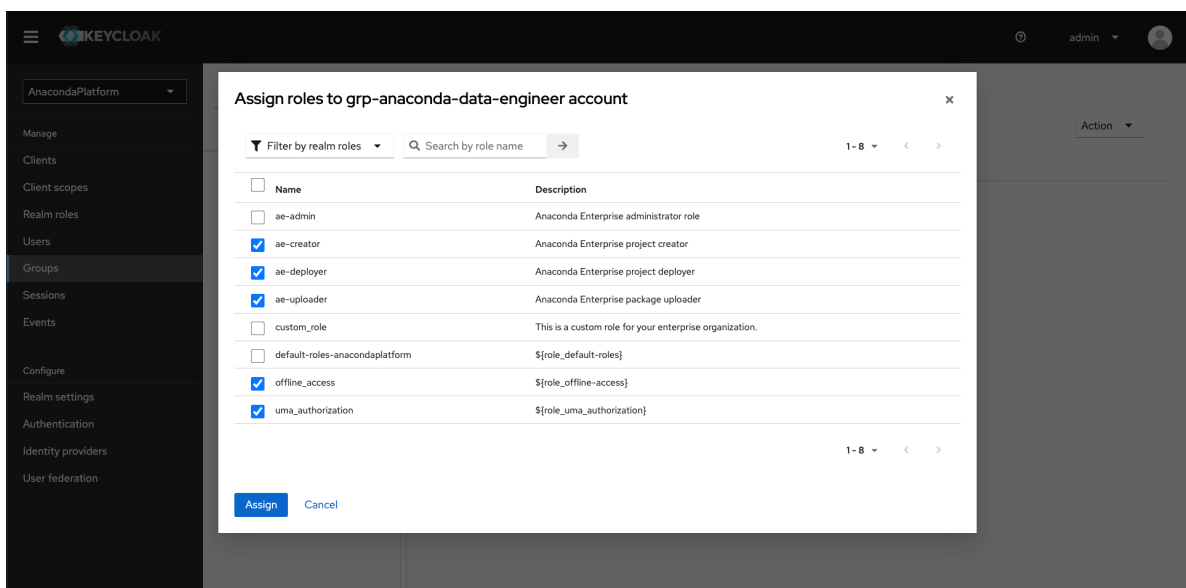 KEYCLOAK
admin
AnacondaPlatform
Manage
Clients
Client scopes
Realm roles
Users
Groups
Sessions
Events
Configure
Realm settings
Authentication
Identity providers
User federation
Action
Assign roles to grp-anaconda-data-engineer account
Filter by realm roles
Search by role name
1 - 8
Name Description
ae-admin Anaconda Enterprise administrator role
ae-creator Anaconda Enterprise project creator
ae-deployer Anaconda Enterprise project deployer
ae-uploader Anaconda Enterprise package uploader
custom_role This is a custom role for your enterprise organization.
default-roles-anacondaplatform ${role_default-roles}
offline_access ${role_offline-access}
uma_authorization ${role_uma_authorization}
1 - 8
Assign Cancel